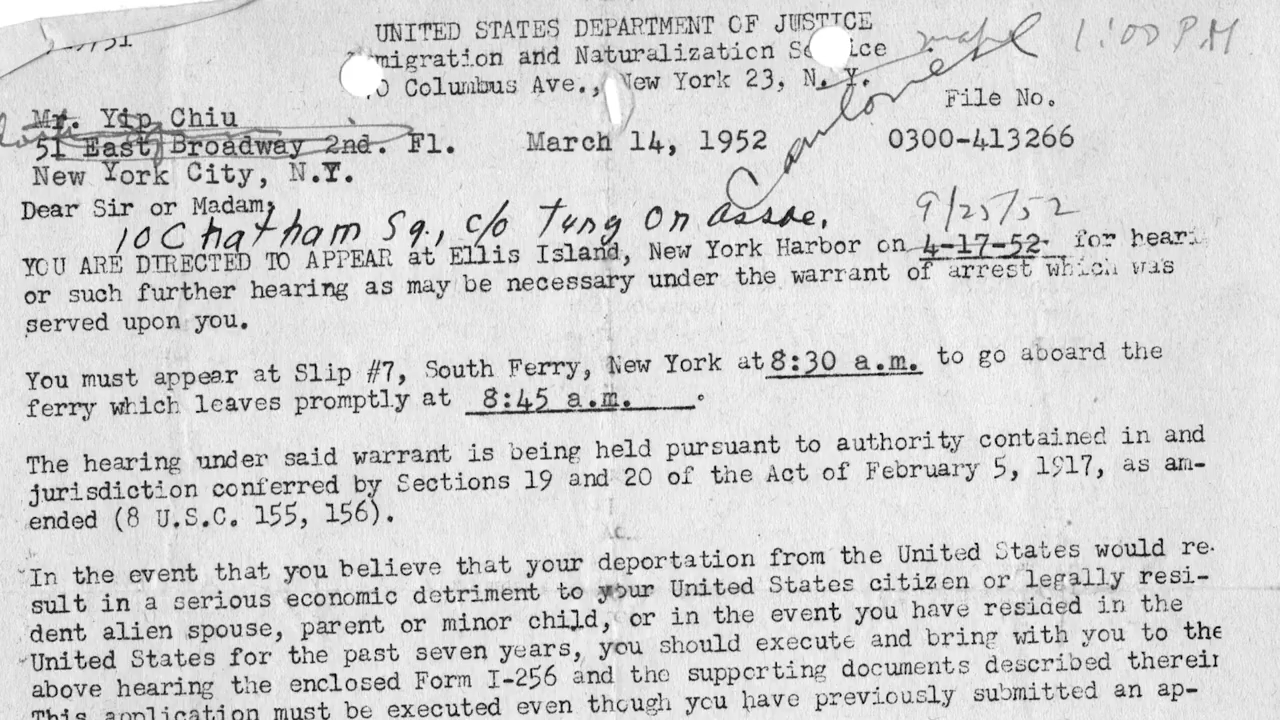 UNITED STATES DEPARTMENT OF JUSTICE
migration and Naturalization Se ice
0 Columbus Ave., New York 23, N. Y.
1:00 P.M
File No.
Mr. Yip Chiu
51 East Broadway 2nd. Fl. March 14, 1952 0300-413266
New York City, N.Y.
Dear Sir or Madam:
10 Chatham Sq., c/o Tung On Assoc. 9/25/52
YOU ARE DIRECTED TO APPEAR at Ellis Island, New York Harbor on 4-17-52 for heari
or such further hearing as may be necessary under the warrant of arrest which was
served upon you.
You must appear at Slip #7, South Ferry, New York at 8:30 a.m. to go aboard the
ferry which leaves promptly at 8:45 a.m.
The hearing under said warrant is being held pursuant to authority contained in and
jurisdiction conferred by Sections 19 and 20 of the Act of February 5, 1917, as am-
ended (8 U.S.C. 155, 156).
In the event that you believe that your deportation from the United States would re-
sult in a serious economic detriment to your United States citizen or legally resi-
dent alien spouse, parent or minor child, or in the event you have resided in the
United States for the past seven years, you should execute and bring with you to the
above hearing the enclosed Form I-256 and the supporting documents described therein
This application must be executed even though you have previously submitted an ap-